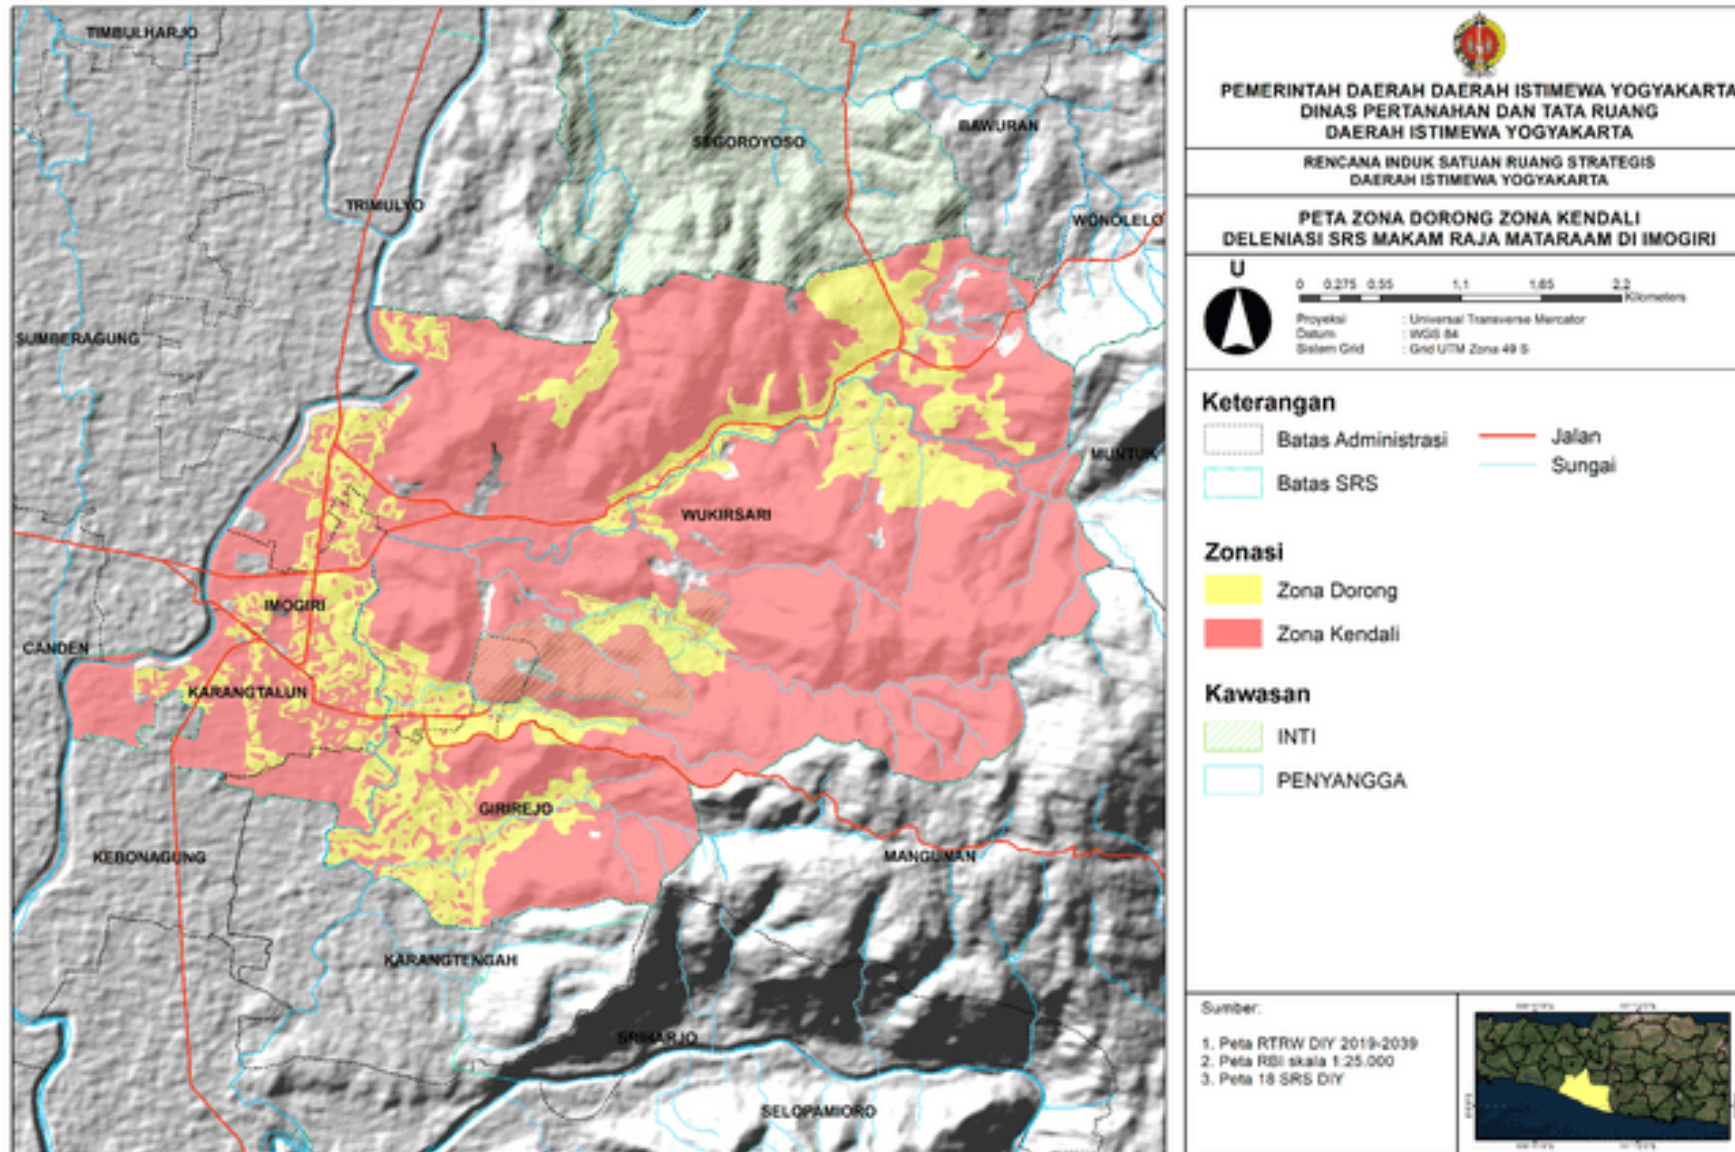 TIMBULHARJO
SEGOROYOSO
BAWURAN
TRIMULYO
WONOLELO
SUMBERAGUNG
MUNTUK
WUKIRSARI
IMOGIRI
CANDEN
KARANGTALUN
GIRIREJO
KEBONAGUNG
MANGUNAN
KARANGTENGAH
SRIHARJO
SELOPAMIORO
PEMERINTAH DAERAH DAERAH ISTIMEWA YOGYAKARTA
DINAS PERTANAHAN DAN TATA RUANG
DAERAH ISTIMEWA YOGYAKARTA
RENCANA INDUK SATUAN RUANG STRATEGIS
DAERAH ISTIMEWA YOGYAKARTA
PETA ZONA DORONG ZONA KENDALI
DELENIASI SRS MAKAM RAJA MATARAAM DI IMOGIRI
U
0 0.275 0.55 1,1 1,65 2,2
Kilometers
Proyeksi : Universal Transverse Mercator
Datum : WGS 84
Sistem Grid : Grid UTM Zona 49 S
Keterangan
Batas Administrasi
Jalan
Batas SRS
Sungai
Zonasi
Zona Dorong
Zona Kendali
Kawasan
INTI
PENYANGGA
Sumber:
1. Peta RTRW DIY 2019-2039
2. Peta RBI skala 1:25.000
3. Peta 18 SRS DIY